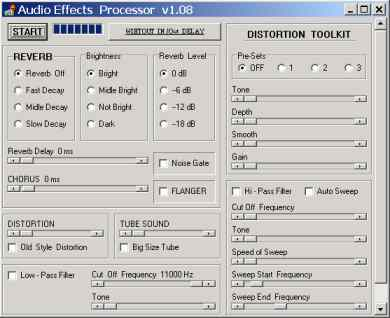 Audio Effects Processor v1.08
START
DISTORTION TOOLKIT
REVERB
Reverb Off
Fast Decay
Midle Decay
Slow Decay
Brightness
Bright
Midle Bright
Not Bright
Dark
Reverb Level
0 dB
-6 dB
-12 dB
-18 dB
Pre-Sets
OFF 1 2 3
Tone
Depth
Smooth
Gain
Reverb Delay 0 ms
Noise Gate
CHORUS 0 ms
FLANGER
Hi - Pass Filter Auto Sweep
Cut Off Frequency
Tone
Speed of Sweep
Sweep Start Frequency
Sweep End Frequency
DISTORTION
Old Style Distortion
TUBE SOUND
Big Size Tube
Low - Pass Filter
Cut Off Frequency 11000 Hz
Tone